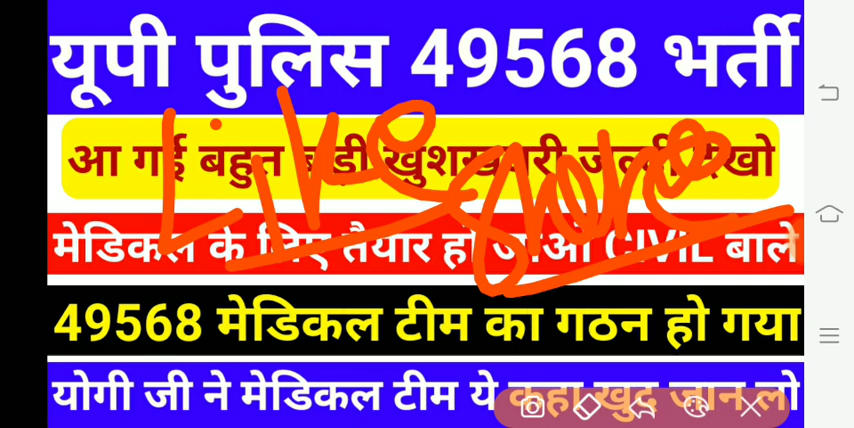 यूपी पुलिस 49568 भर्ती
आ गई बहुत बड़ी खुशखबरी जल्दी देखो
Like share
मेडिकल के लिए तैयार हो जाओ CIVIL बाले
49568 मेडिकल टीम का गठन हो गया
योगी जी ने मेडिकल टीम ये कहा खुद जान लो